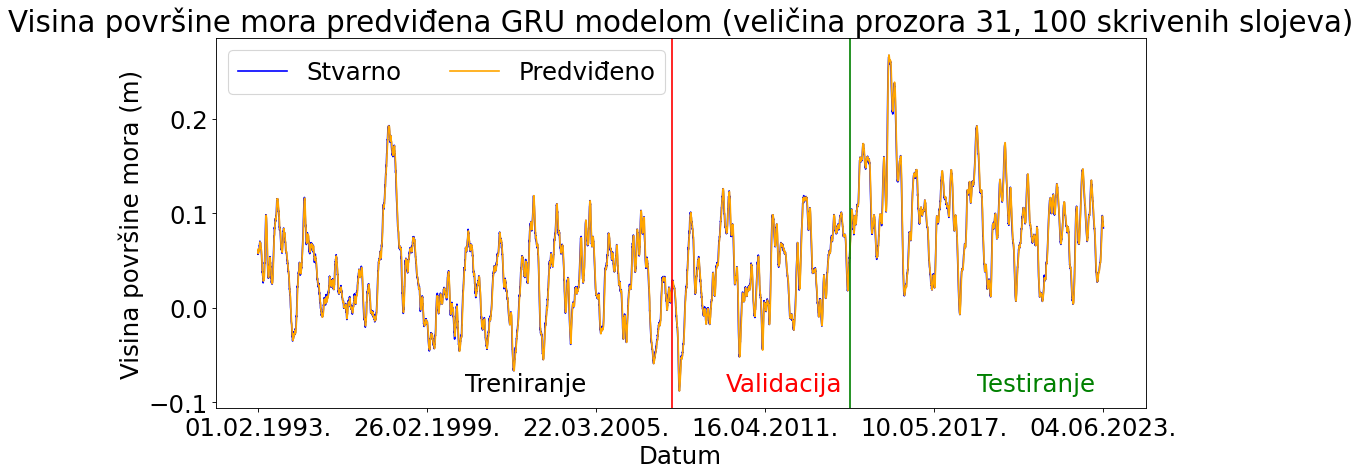 Visina površine mora predviđena GRU modelom (veličina prozora 31, 100 skrivenih slojeva)
Stvarno
Predviđeno
Visina površine mora (m)
0.2
0.1
0.0
−0.1
Treniranje
Validacija
Testiranje
01.02.1993.
26.02.1999.
22.03.2005.
16.04.2011.
10.05.2017.
04.06.2023.
Datum